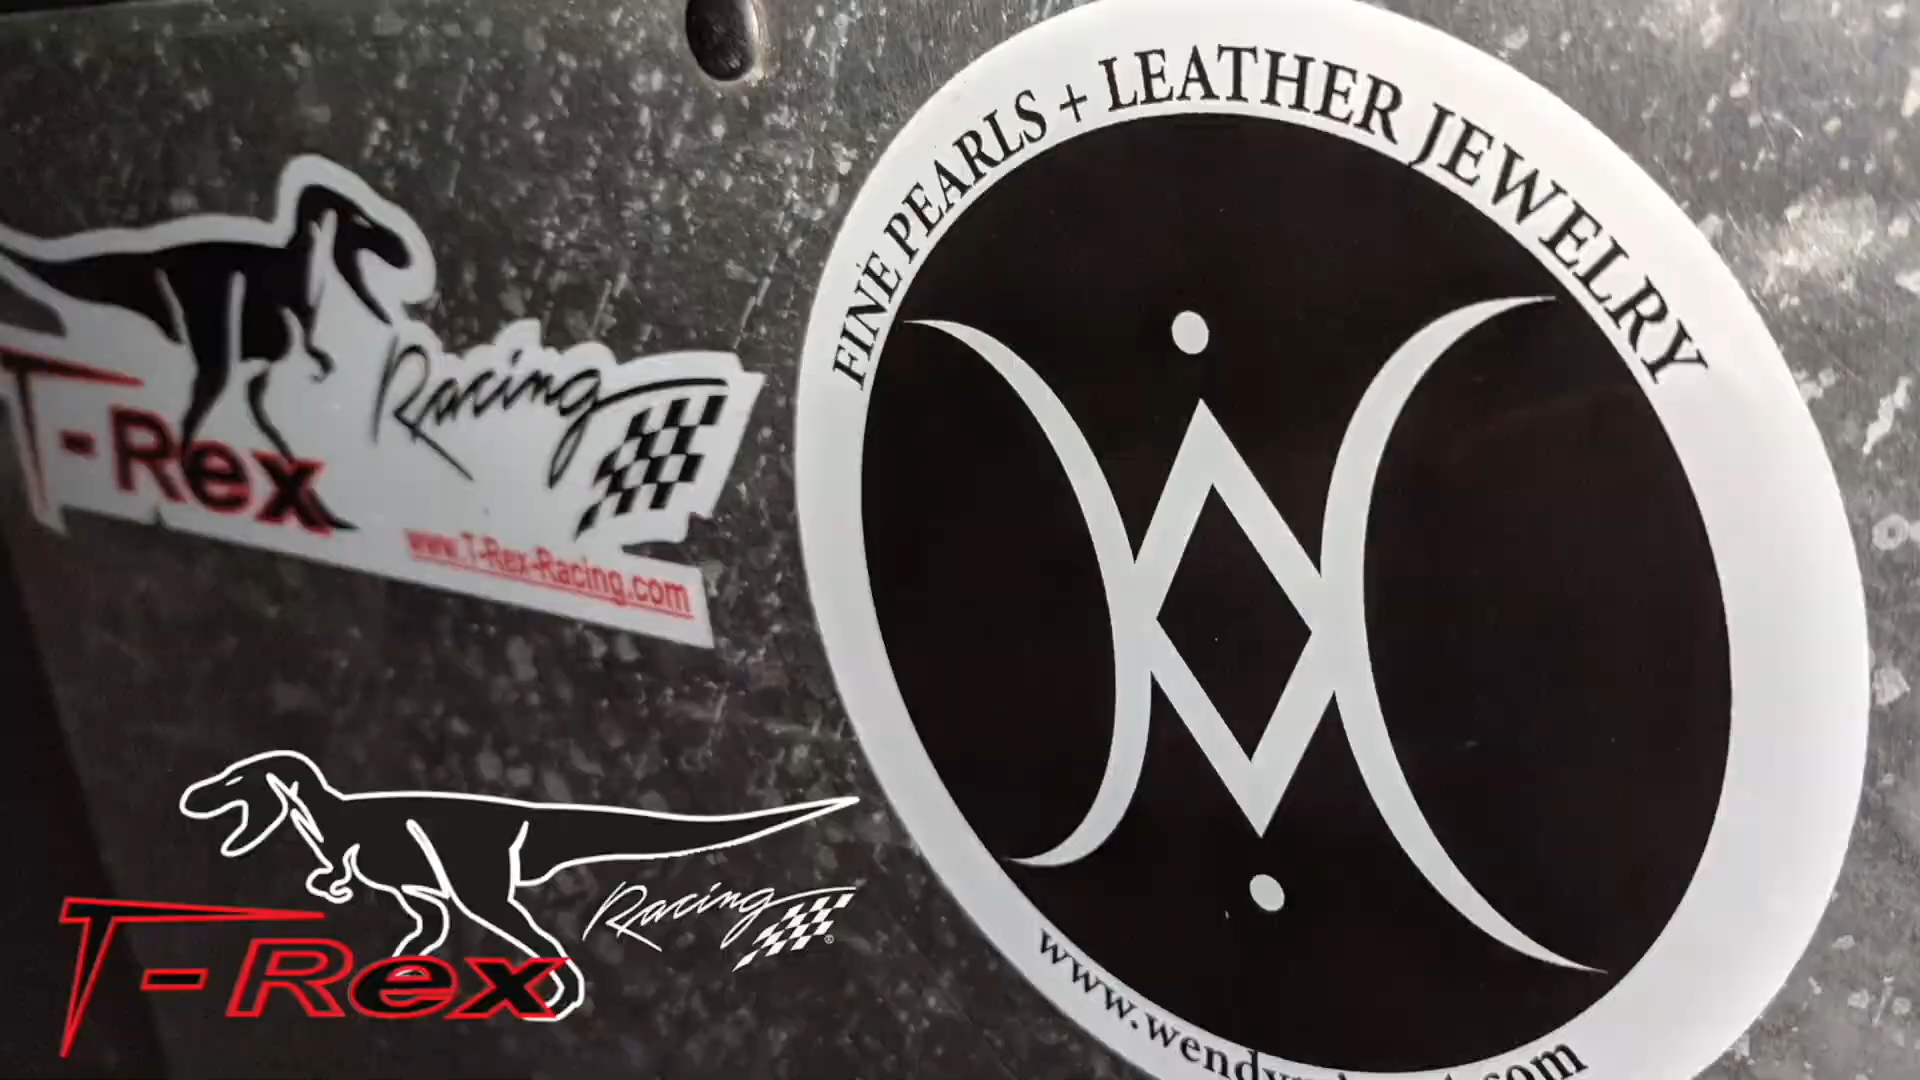 FINE PEARLS + LEATHER JEWELRY
Racing
T-Rex
www.T-Rex-Racing.com
Racing
T-Rex